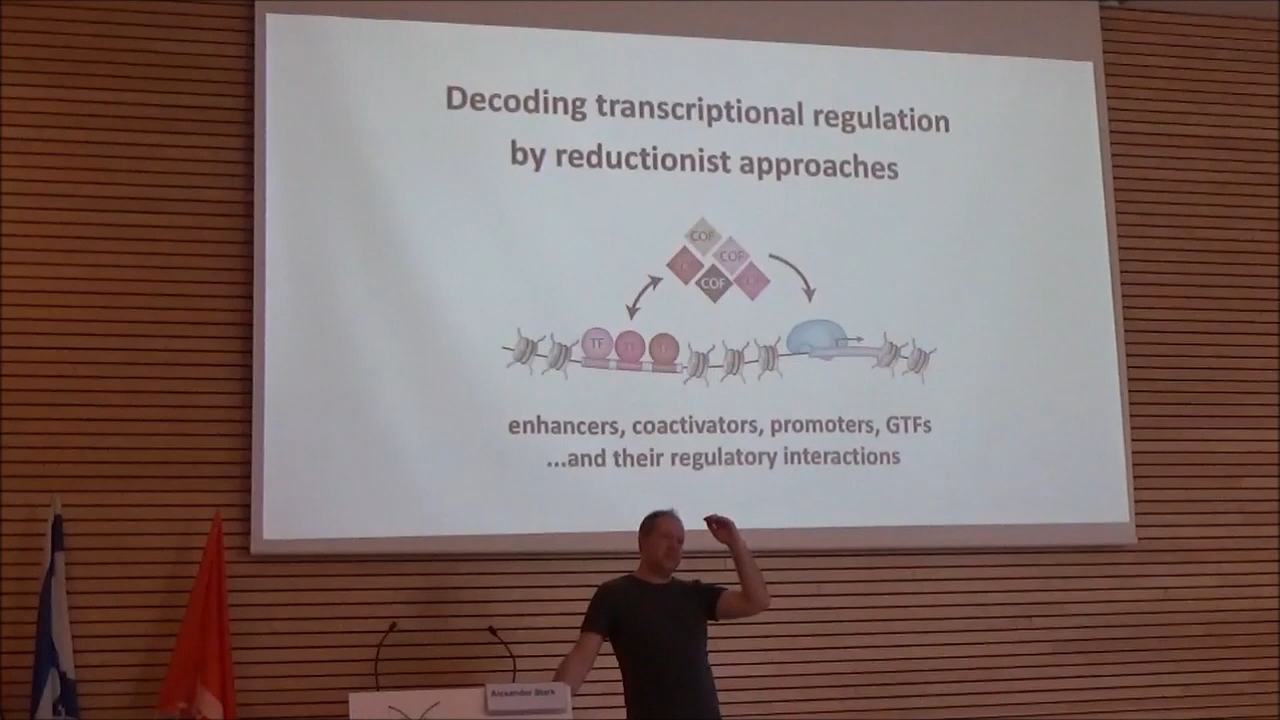 Decoding transcriptional regulation
by reductionist approaches
COF
COF
COF
TF
enhancers, coactivators, promoters, GTFs
...and their regulatory interactions
Alexander Stark